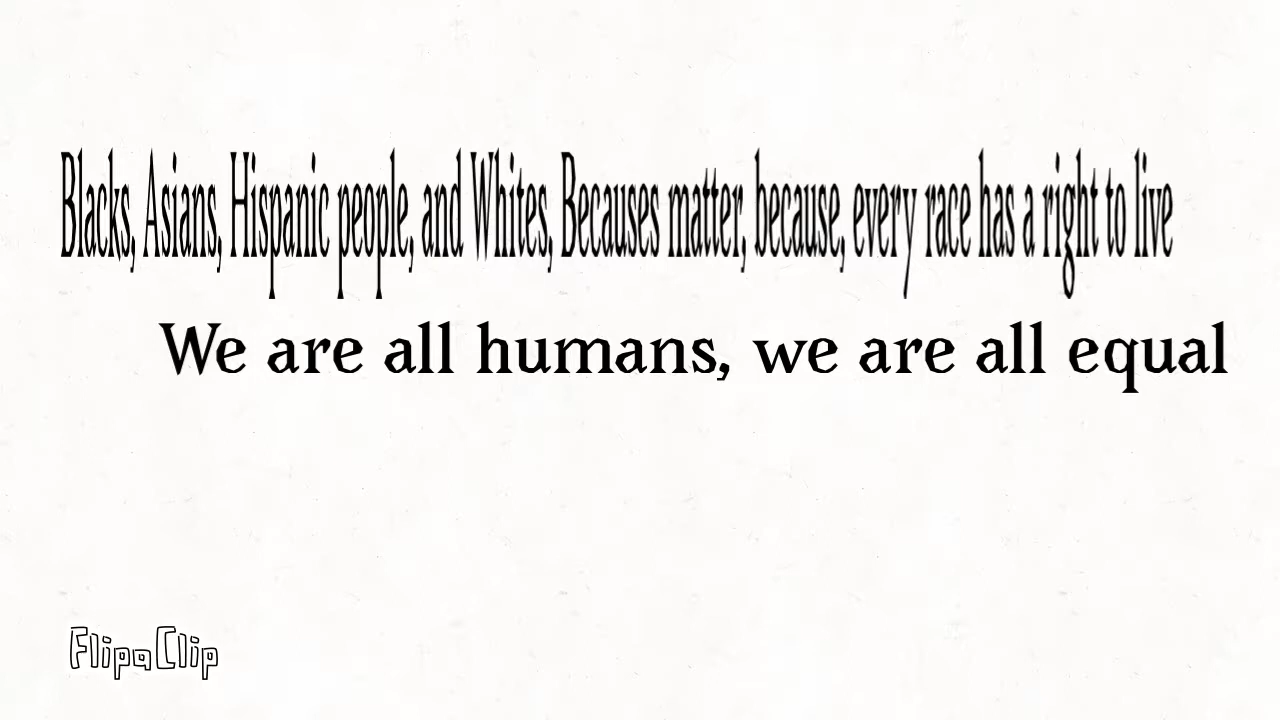 Blacks, Asians, Hispanic people, and Whites, Becauses matter, because, every race has a right to live
We are all humans, we are all equal
FlipaClip